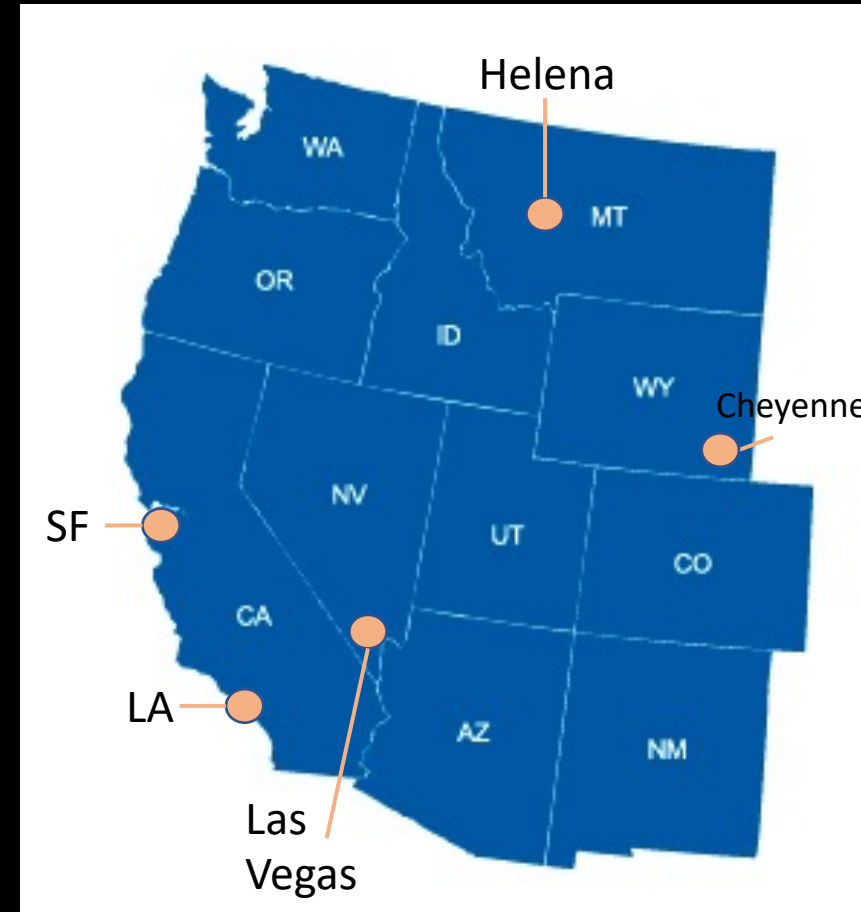 Helena
WA
MT
OR
ID
WY
Cheyenne
NV
SF
UT
CO
CA
LA
AZ
NM
Las
Vegas